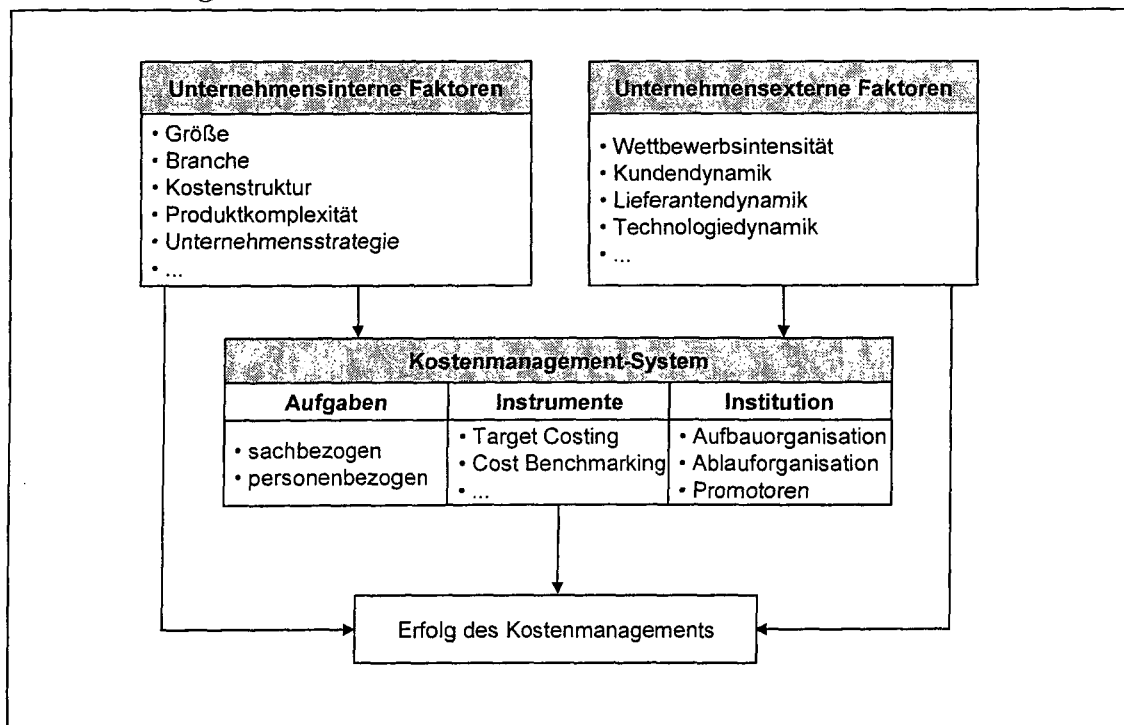 Unternehmensinterne Faktoren
• Größe
• Branche
• Kostenstruktur
• Produktkomplexität
• Unternehmensstrategie
• ...
Unternehmensexterne Faktoren
• Wettbewerbsintensität
• Kundendynamik
• Lieferantendynamik
• Technologiedynamik
• ...
Kostenmanagement-System
Aufgaben
• sachbezogen
• personenbezogen
Instrumente
• Target Costing
• Cost Benchmarking
• ...
Institution
• Aufbauorganisation
• Ablauforganisation
• Promotoren
Erfolg des Kostenmanagements